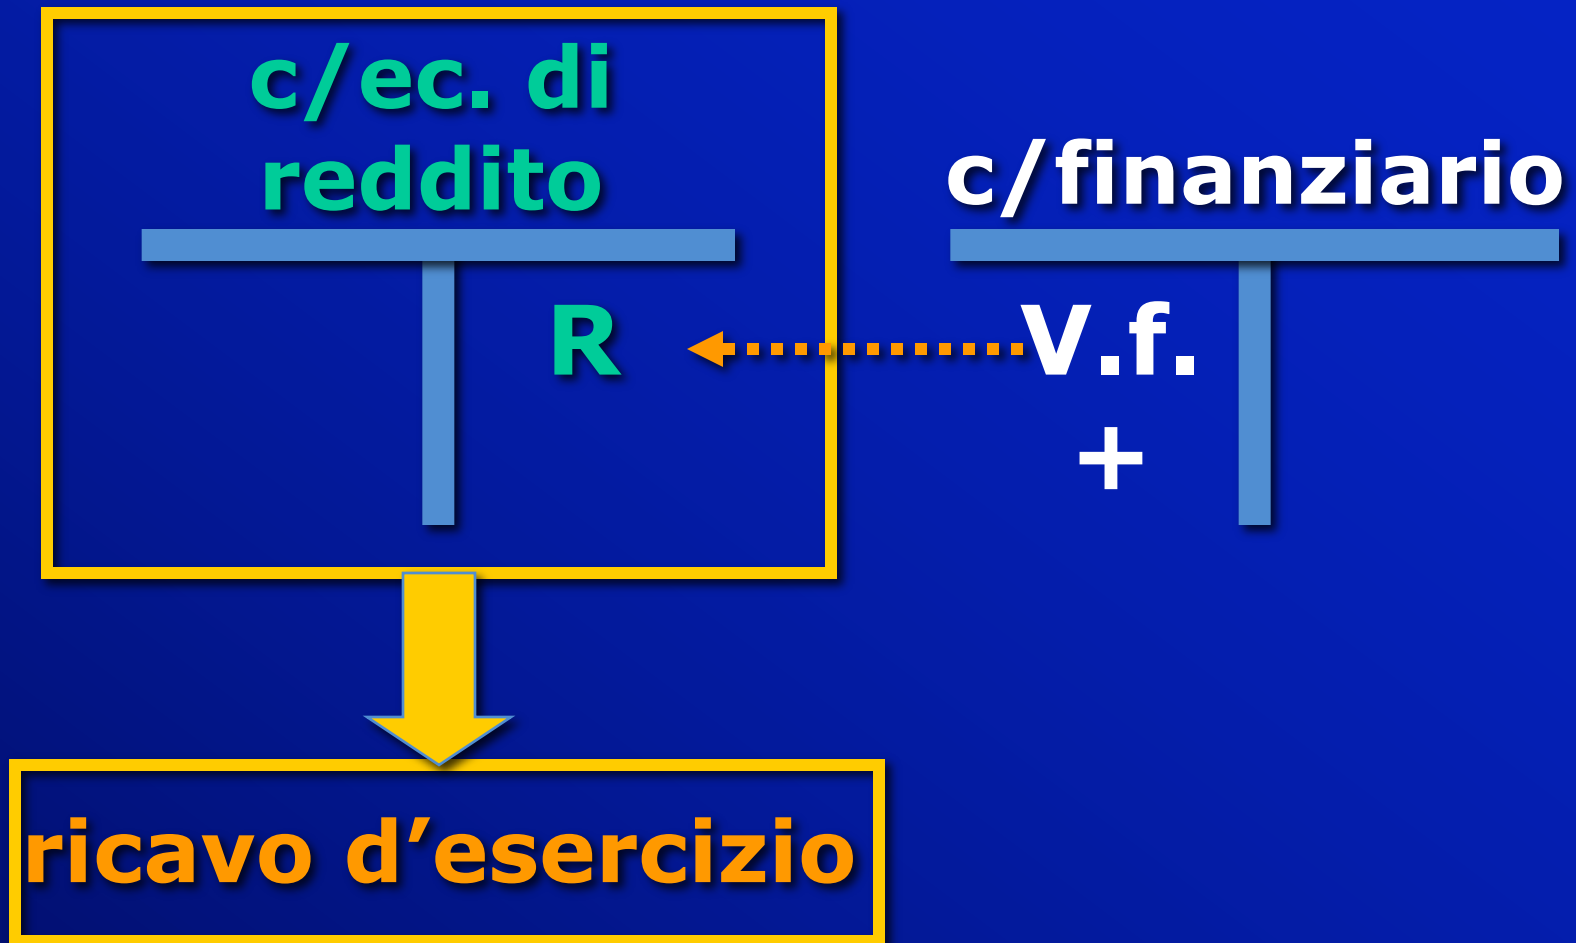 c/ec. di
reddito
c/finanziario
R
V.f.
+
ricavo d’esercizio